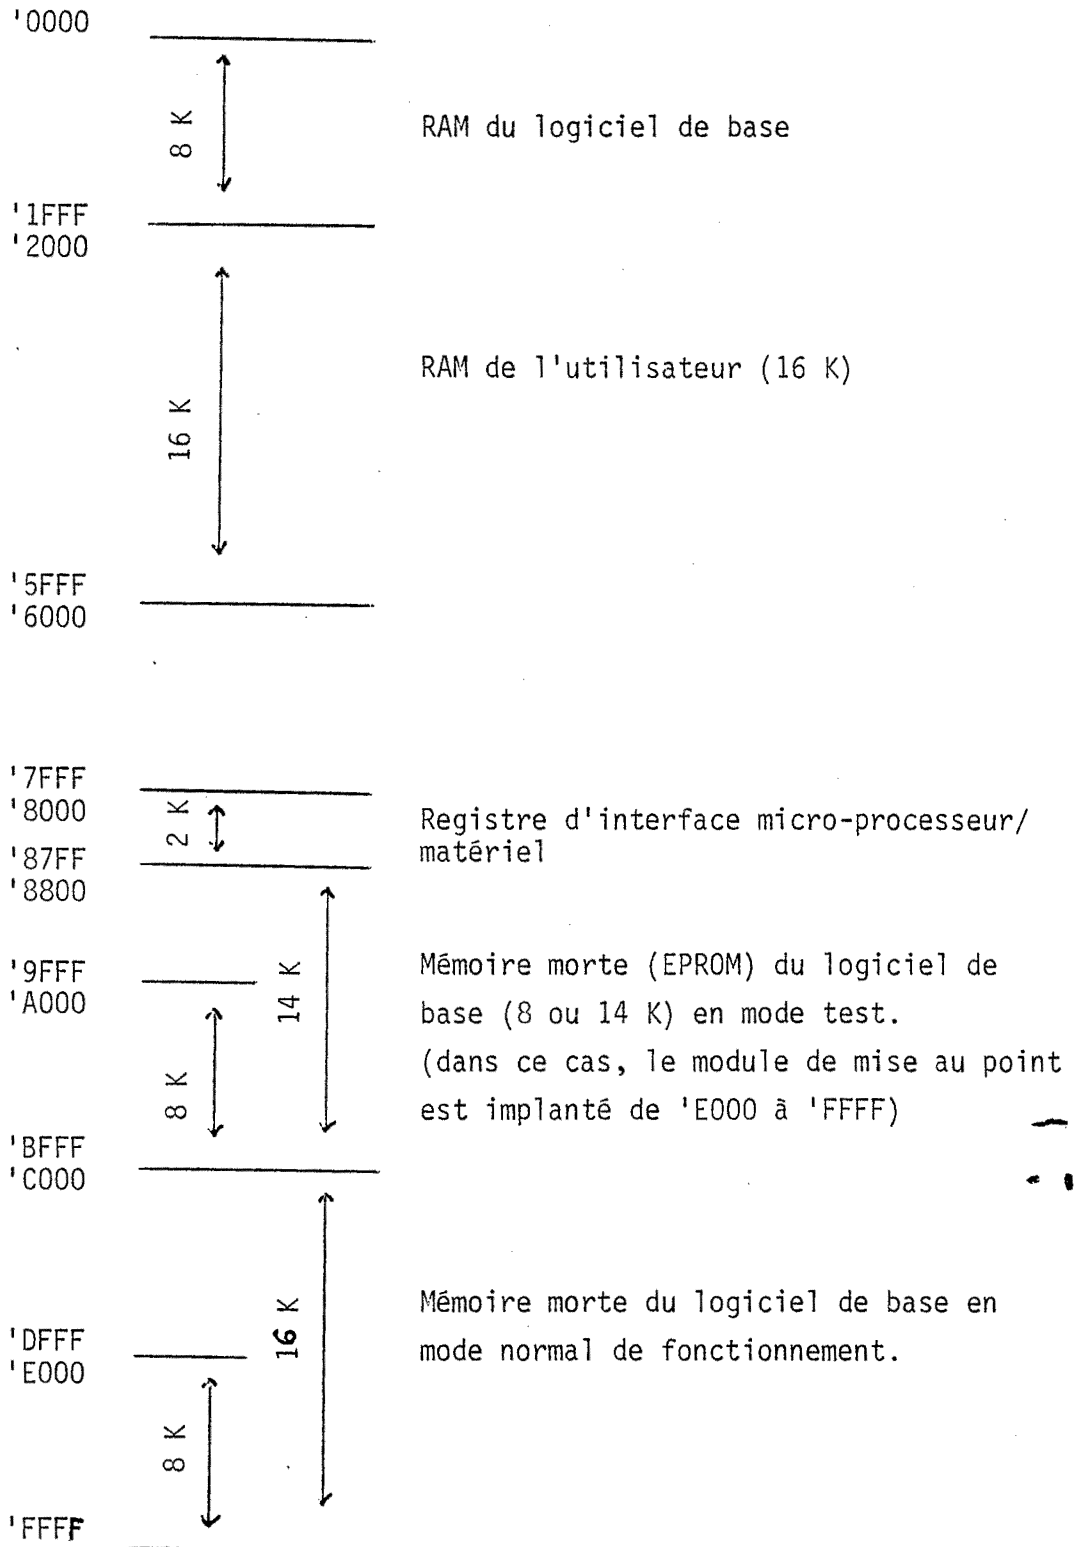 '0000
8 K
RAM du logiciel de base
'1FFF
'2000
16 K
RAM de l'utilisateur (16 K)
'5FFF
'6000
'7FFF
'8000
2 K
Registre d'interface micro-processeur/
matériel
'87FF
'8800
14 K
'9FFF
'A000
Mémoire morte (EPROM) du logiciel de
base (8 ou 14 K) en mode test.
(dans ce cas, le module de mise au point
est implanté de 'E000 à 'FFFF)
8 K
'BFFF
'C000
16 K
Mémoire morte du logiciel de base en
mode normal de fonctionnement.
'DFFF
'E000
8 K
'FFFF